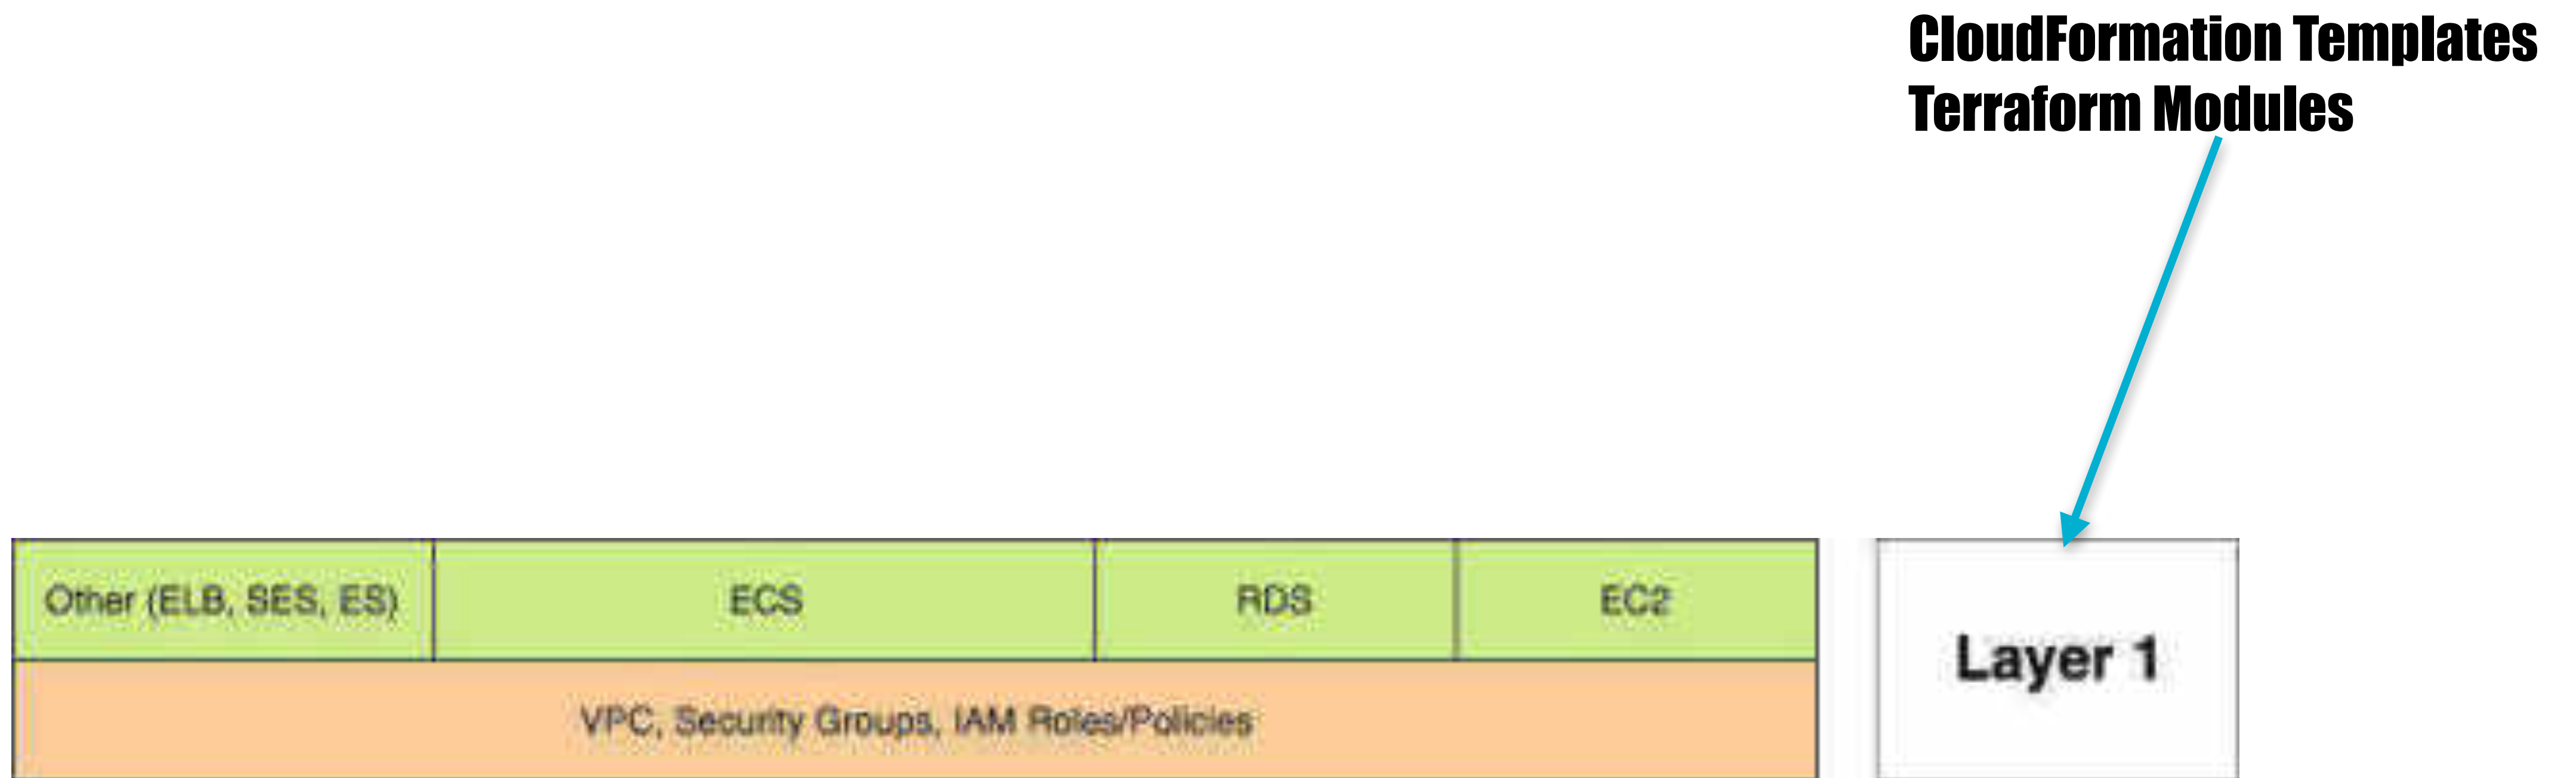 CloudFormation Templates
Terraform Modules
Other (ELB, SES, ES)
ECS
RDS
EC2
Layer 1
VPC, Security Groups, IAM Roles/Policies